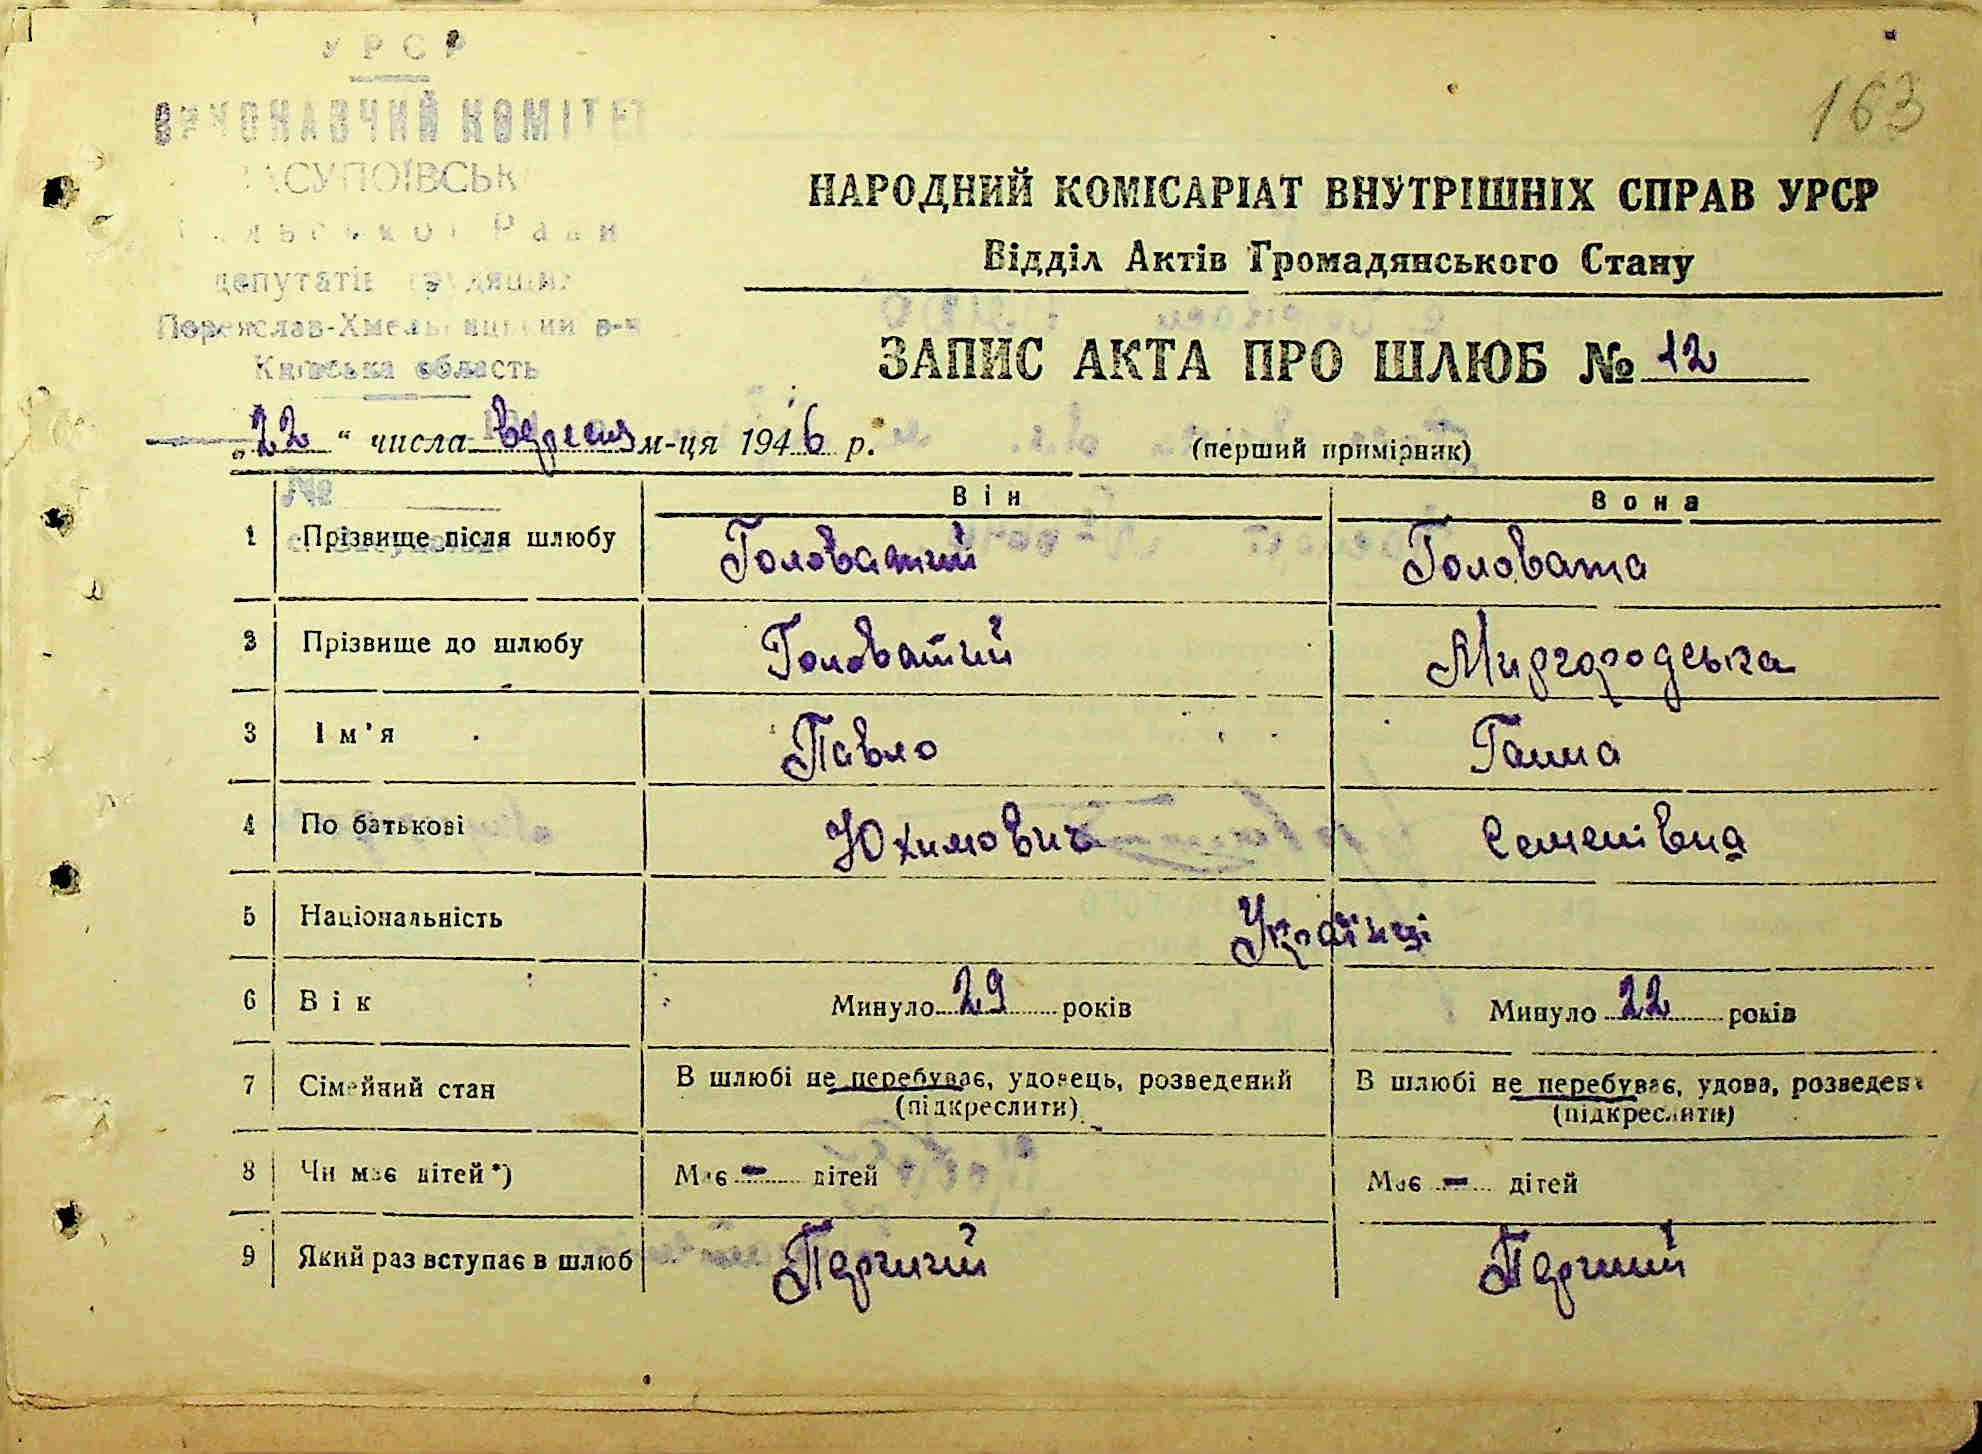 УРСР
163
ВИКОНАВЧИЙ КОМІТЕТ
ЗАСУПОЇВСЬК
НАРОДНИЙ КОМІСАРІАТ ВНУТРІШНІХ СПРАВ УРСР
Сільської Ради
Відділ Актів Громадянського Стану
депутатів трудящих
Переяслав-Хмельницький р-н
ЗАПИС АКТА ПРО ШЛЮБ № 12
Київська область
„22“ числа вересня м-ця 1946 р.
(перший примірник)
№
Він Вона
1 Прізвище після шлюбу Головатий Головата
2 Прізвище до шлюбу Головатий Миргородська
3 Ім'я Павло Ганна
4 По батькові Юхимович Семенівна
5 Національність Українці
6 Вік Минуло 29 років Минуло 22 років
7 Сімейний стан В шлюбі не перебуває, удовець, розведений В шлюбі не перебуває, удова, розведен
(підкреслити) (підкреслити)
8 Чи має дітей*) Має - дітей Має - дітей
9 Який раз вступає в шлюб Перший Перший